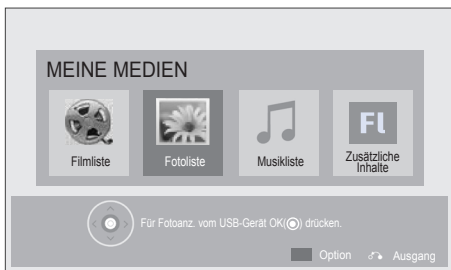 MEINE MEDIEN
Filmliste
Fotoliste
Musikliste
FL
Zusätzliche
Inhalte
Für Fotoanz. vom USB-Gerät OK(◉) drücken.
Option
Ausgang